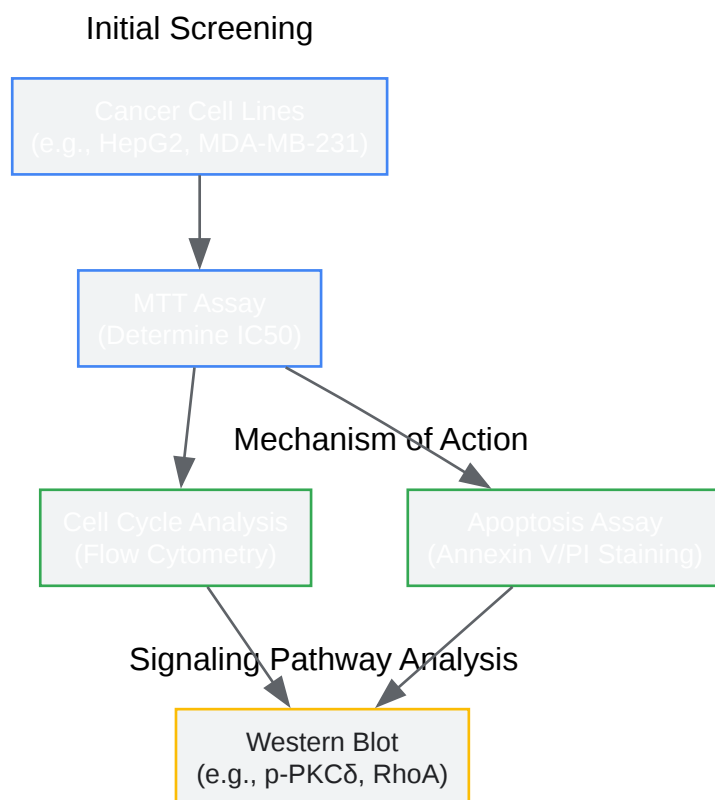 Initial Screening
Cancer Cell Lines
(e.g., HepG2, MDA-MB-231)
MTT Assay
(Determine IC50)
Mechanism of Action
Cell Cycle Analysis
(Flow Cytometry)
Apoptosis Assay
(Annexin V/PI Staining)
Signaling Pathway Analysis
Western Blot
(e.g., p-PKCδ, RhoA)